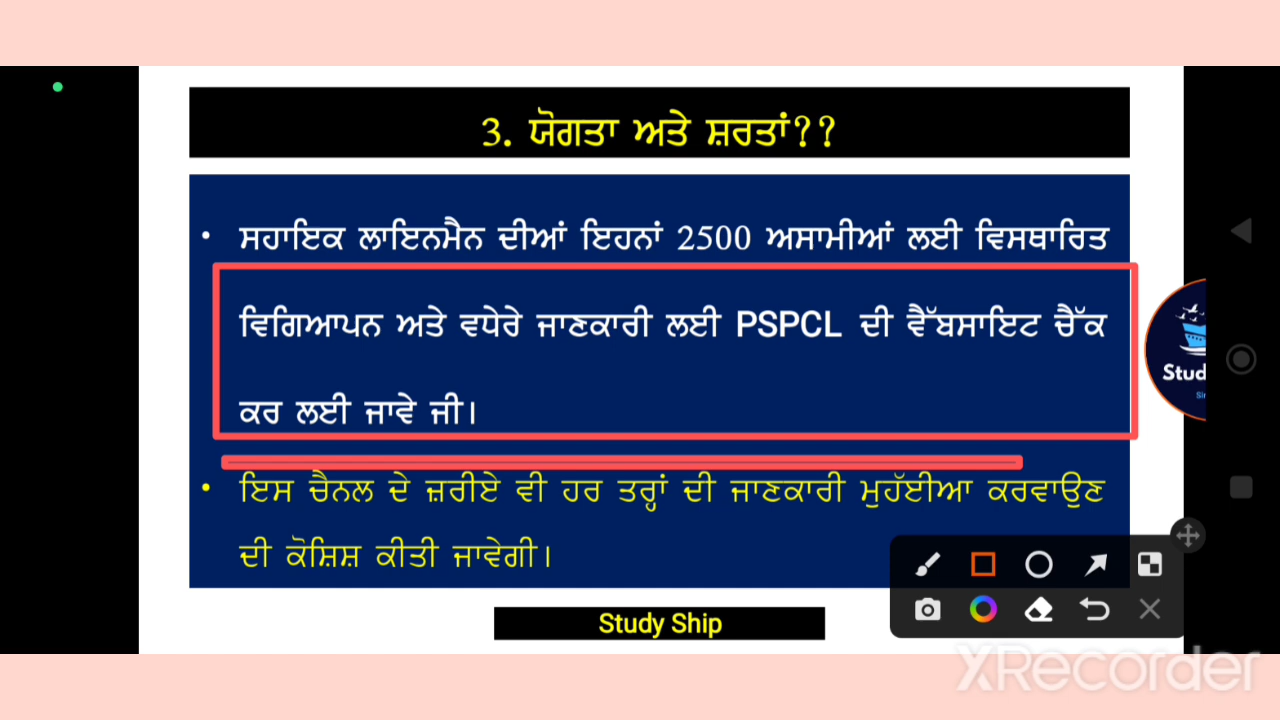 3. ਯੋਗਤਾ ਅਤੇ ਸ਼ਰਤਾਂ??
• ਸਹਾਇਕ ਲਾਇਨਮੈਨ ਦੀਆਂ ਇਹਨਾਂ 2500 ਅਸਾਮੀਆਂ ਲਈ ਵਿਸਥਾਰਿਤ
ਵਿਗਿਆਪਨ ਅਤੇ ਵਧੇਰੇ ਜਾਣਕਾਰੀ ਲਈ PSPCL ਦੀ ਵੈੱਬਸਾਇਟ ਚੈੱਕ
ਕਰ ਲਈ ਜਾਵੇ ਜੀ।
• ਇਸ ਚੈਨਲ ਦੇ ਜ਼ਰੀਏ ਵੀ ਹਰ ਤਰ੍ਹਾਂ ਦੀ ਜਾਣਕਾਰੀ ਮੁਹੱਈਆ ਕਰਵਾਉਣ
ਦੀ ਕੋਸ਼ਿਸ਼ ਕੀਤੀ ਜਾਵੇਗੀ।
Study Ship
Stud
XRecorder